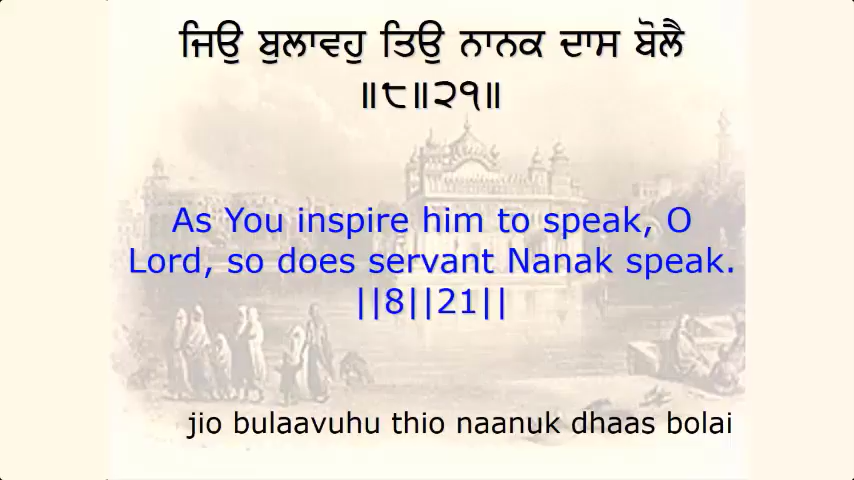 ਜਿਉ ਬੁਲਾਵਹੁ ਤਿਉ ਨਾਨਕ ਦਾਸ ਬੋਲੈ
॥੮॥੨੧॥
As You inspire him to speak, O
Lord, so does servant Nanak speak.
||8||21||
jio bulaavuhu thio naanuk dhaas bolai